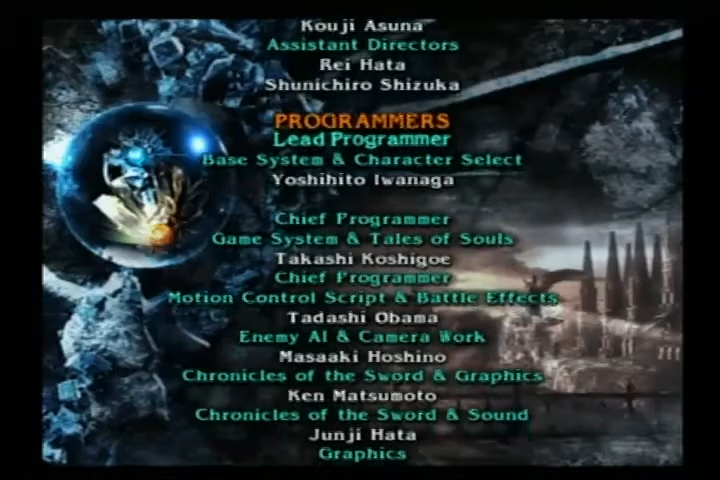 Kouji Asuna
Assistant Directors
Rei Hata
Shunichiro Shizuka
PROGRAMMERS
Lead Programmer
Base System & Character Select
Yoshihito Iwanaga
Chief Programmer
Game System & Tales of Souls
Takashi Koshigoe
Chief Programmer
Motion Control Script & Battle Effects
Tadashi Obama
Enemy AI & Camera Work
Masaaki Hoshino
Chronicles of the Sword & Graphics
Ken Matsumoto
Chronicles of the Sword & Sound
Junji Hata
Graphics